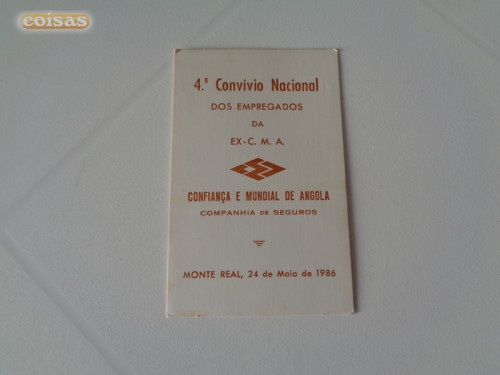 coisas
4.º Convívio Nacional
DOS EMPREGADOS
DA
EX-C. M. A.
CONFIANÇA E MUNDIAL DE ANGOLA
COMPANHIA DE SEGUROS
MONTE REAL, 24 de Maio de 1986